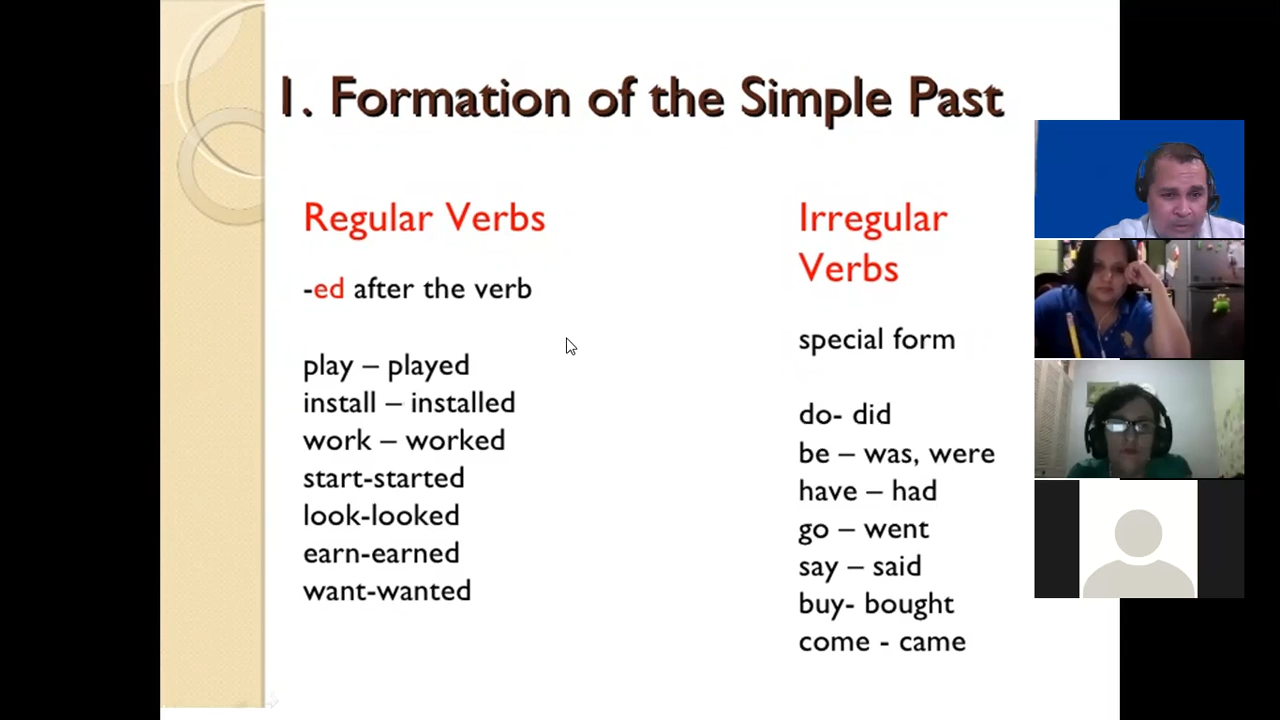 1. Formation of the Simple Past
Regular Verbs
-ed after the verb
play – played
install – installed
work – worked
start-started
look-looked
earn-earned
want-wanted
Irregular
Verbs
special form
do- did
be – was, were
have – had
go – went
say – said
buy- bought
come - came